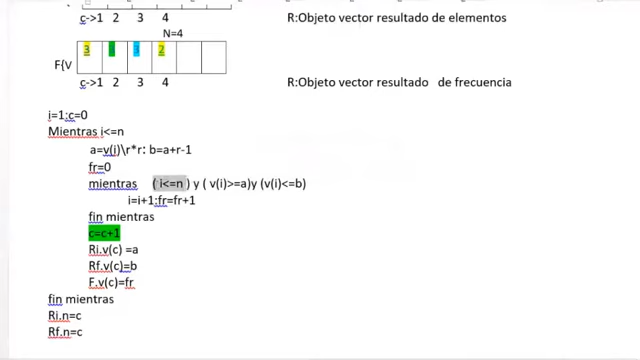 c->1 2 3 4 R:Objeto vector resultado de elementos
N=4
F{V 3 3 2
c->1 2 3 4 R:Objeto vector resultado de frecuencia
i=1:c=0
Mientras i<=n
a=v(i)\r*r: b=a+r-1
fr=0
mientras ( i<=n ) y ( v(i)>=a)y (v(i)<=b)
i=i+1:fr=fr+1
fin mientras
c=c+1
Ri.v(c) =a
Rf.v(c)=b
F.v(c)=fr
fin mientras
Ri.n=c
Rf.n=c